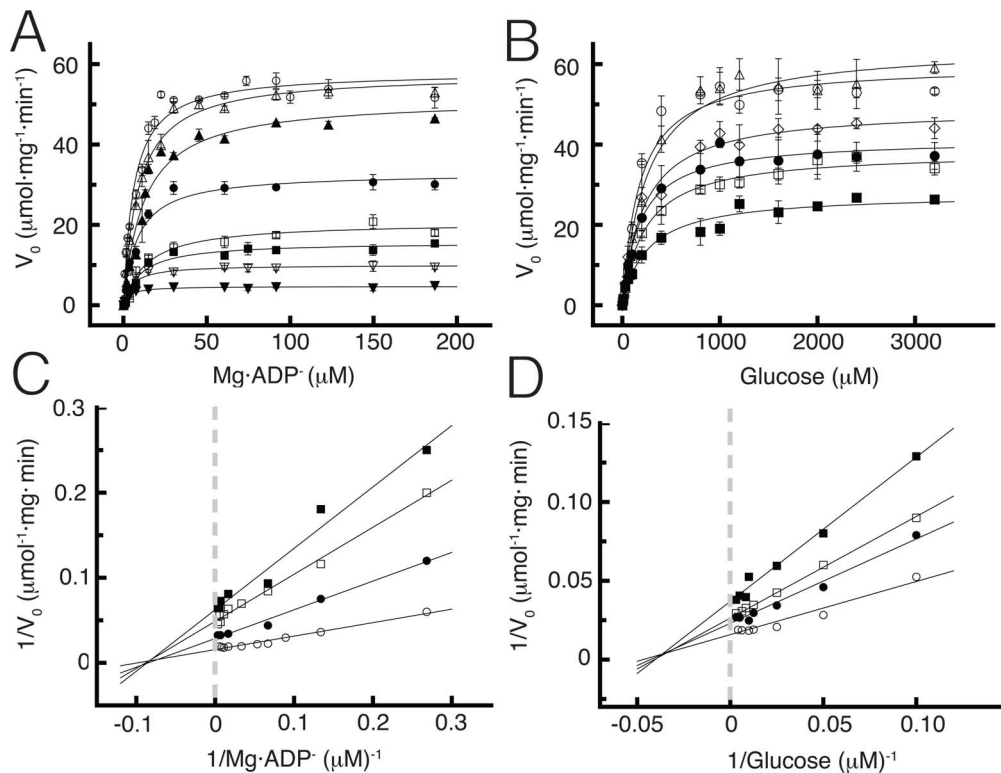 A
V₀ (μmol·mg⁻¹·min⁻¹)
60
40
20
0
0
50
100
150
200
Mg·ADP⁻ (μM)
B
V₀ (μmol·mg⁻¹·min⁻¹)
60
40
20
0
0
1000
2000
3000
Glucose (μM)
C
1/V₀ (μmol⁻¹·mg·min)
0.3
0.2
0.1
0
-0.1
0
0.1
0.2
0.3
1/Mg·ADP⁻ (μM)⁻¹
D
1/V₀ (μmol⁻¹·mg·min)
0.15
0.10
0.05
0
-0.05
0
0.05
0.10
1/Glucose (μM)⁻¹